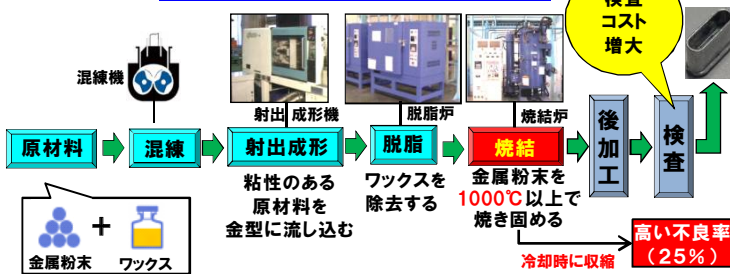 検査
コスト
増大
混練機
射出成形機
脱脂炉
焼結炉
原材料
混練
射出成形
脱脂
焼結
後加工
検査
粘性のある
原材料を
金型に流し込む
ワックスを
除去する
金属粉末を
1000℃以上で
焼き固める
+
金属粉末
ワックス
冷却時に収縮
高い不良率
(25%)